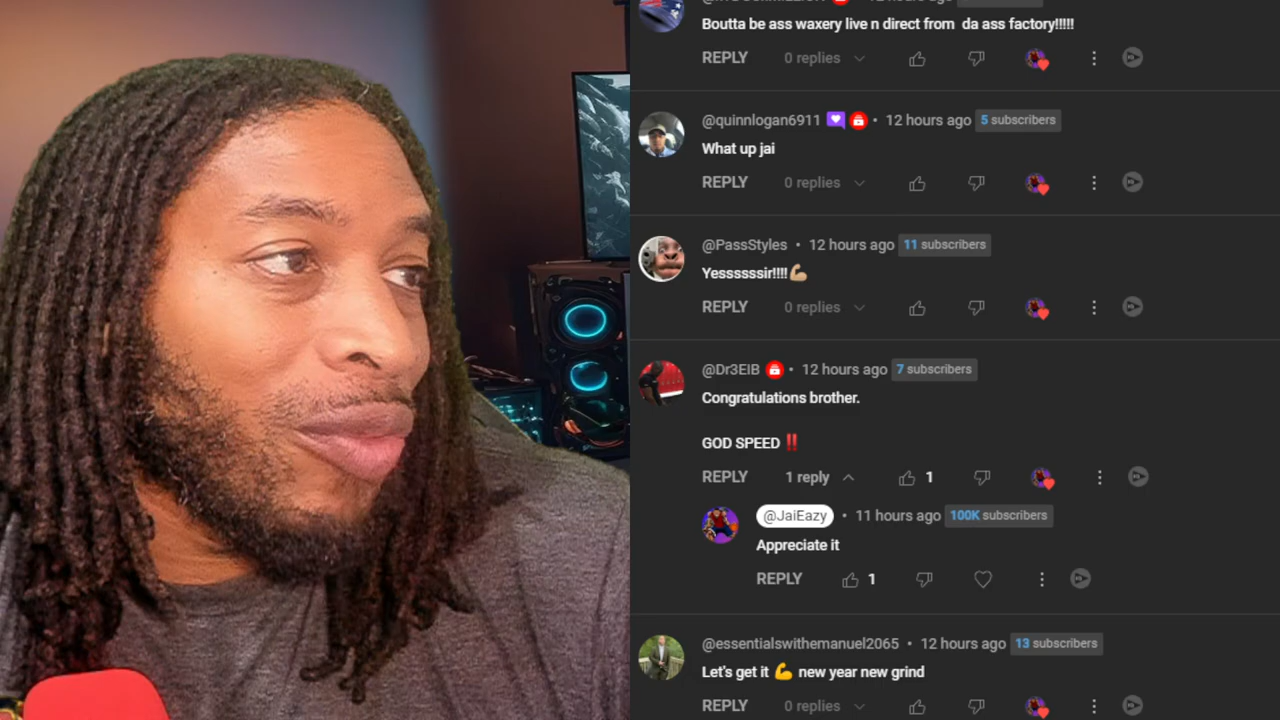 Boutta be ass waxery live n direct from da ass factory!!!!!
REPLY 0 replies
@quinnlogan6911 • 12 hours ago 5 subscribers
What up jai
REPLY 0 replies
@PassStyles • 12 hours ago 11 subscribers
Yessssssir!!!!💪🏽
REPLY 0 replies
@Dr3EIB • 12 hours ago 7 subscribers
Congratulations brother.
GOD SPEED ‼️
REPLY 1 reply 1
@JaiEazy • 11 hours ago 100K subscribers
Appreciate it
REPLY 1
@essentialswithemanuel2065 • 12 hours ago 13 subscribers
Let's get it 💪 new year new grind
REPLY 0 replies